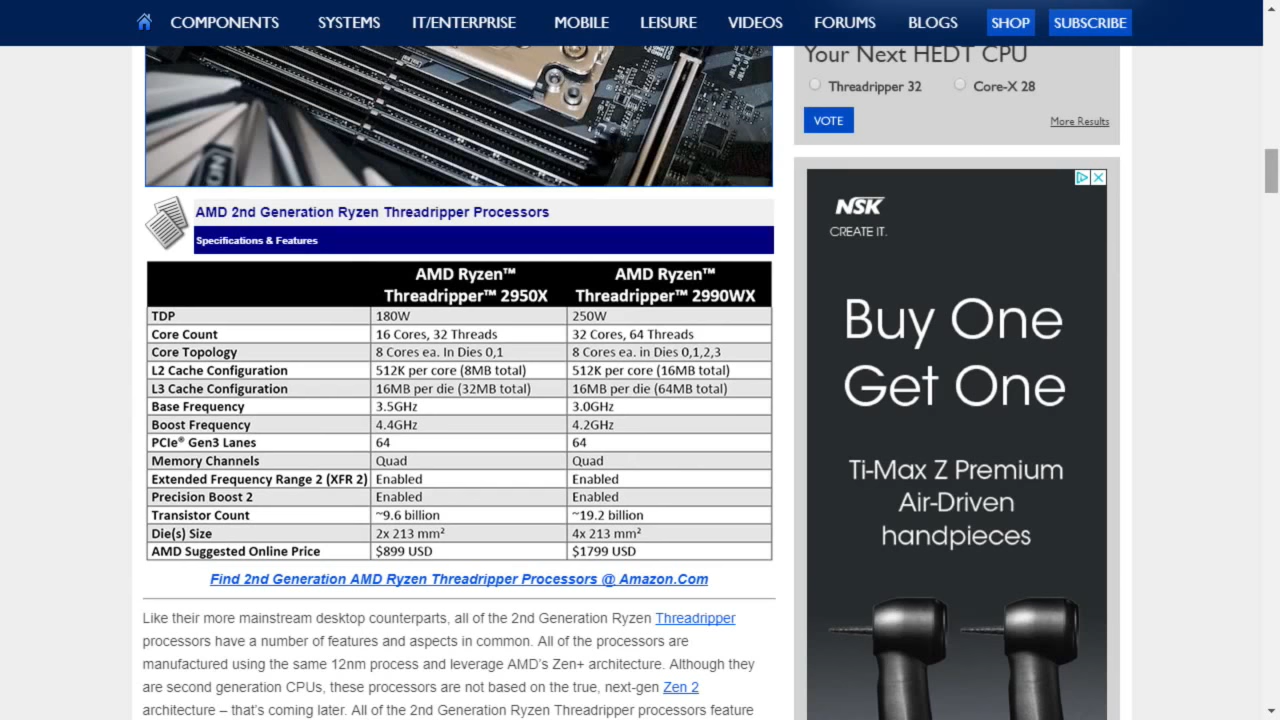 COMPONENTS SYSTEMS IT/ENTERPRISE MOBILE LEISURE VIDEOS FORUMS BLOGS SHOP SUBSCRIBE
Your Next HEDT CPU
Threadripper 32 Core-X 28
VOTE More Results
AMD 2nd Generation Ryzen Threadripper Processors
Specifications & Features
AMD Ryzen™ Threadripper™ 2950X AMD Ryzen™ Threadripper™ 2990WX
TDP 180W 250W
Core Count 16 Cores, 32 Threads 32 Cores, 64 Threads
Core Topology 8 Cores ea. In Dies 0,1 8 Cores ea. in Dies 0,1,2,3
L2 Cache Configuration 512K per core (8MB total) 512K per core (16MB total)
L3 Cache Configuration 16MB per die (32MB total) 16MB per die (64MB total)
Base Frequency 3.5GHz 3.0GHz
Boost Frequency 4.4GHz 4.2GHz
PCIe® Gen3 Lanes 64 64
Memory Channels Quad Quad
Extended Frequency Range 2 (XFR 2) Enabled Enabled
Precision Boost 2 Enabled Enabled
Transistor Count ~9.6 billion ~19.2 billion
Die(s) Size 2x 213 mm² 4x 213 mm²
AMD Suggested Online Price $899 USD $1799 USD
Find 2nd Generation AMD Ryzen Threadripper Processors @ Amazon.Com
Like their more mainstream desktop counterparts, all of the 2nd Generation Ryzen Threadripper
processors have a number of features and aspects in common. All of the processors are
manufactured using the same 12nm process and leverage AMD's Zen+ architecture. Although they
are second generation CPUs, these processors are not based on the true, next-gen Zen 2
architecture – that's coming later. All of the 2nd Generation Ryzen Threadripper processors feature
NSK
CREATE IT.
Buy One
Get One
Ti-Max Z Premium
Air-Driven
handpieces